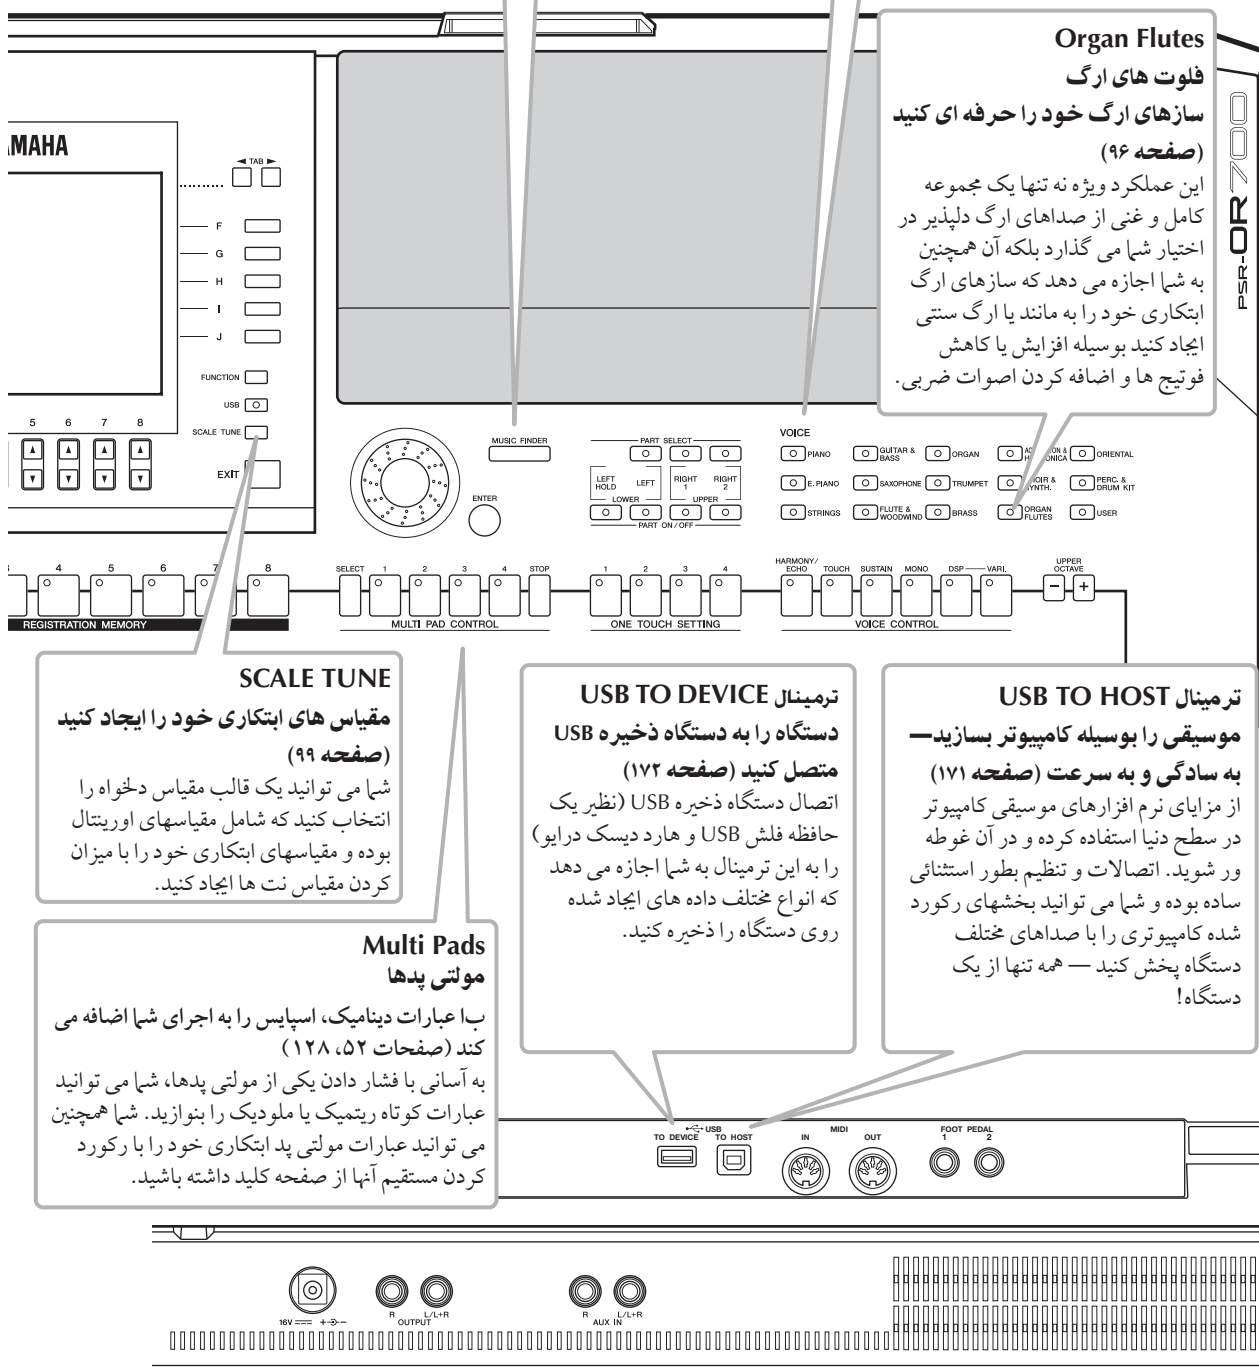 Organ Flutes
فلوت های ارگ
سازهای ارگ خود را حرفه ای کنید
(صفحه ۹۶)
این عملکرد ویژه نه تنها یک مجموعه
کامل و غنی از صداهای ارگ دلپذیر در
اختیار شما می گذارد بلکه آن همچنین
به شما اجازه می دهد که سازهای ارگ
ابتکاری خود را به مانند یا ارگ سنتی
ایجاد کنید بوسیله افزایش یا کاهش
فوتیج ها و اضافه کردن اصوات ضربی.
PSR-OR700
AMAHA
◄ TAB ►
F
G
H
I
J
FUNCTION
USB
SCALE TUNE
EXIT
5 6 7 8
MUSIC FINDER
ENTER
PART SELECT
LEFT HOLD LEFT RIGHT 1 RIGHT 2
LOWER UPPER
PART ON/OFF
VOICE
PIANO GUITAR & BASS ORGAN ORIENTAL
E. PIANO SAXOPHONE TRUMPET PERC. & DRUM KIT
STRINGS FLUTE & WOODWIND BRASS ORGAN FLUTES USER
4 5 6 7 8
REGISTRATION MEMORY
SELECT 1 2 3 4 STOP
MULTI PAD CONTROL
1 2 3 4
ONE TOUCH SETTING
HARMONY/ECHO TOUCH SUSTAIN MONO DSP VARI.
VOICE CONTROL
UPPER OCTAVE
− +
SCALE TUNE
مقیاس های ابتکاری خود را ایجاد کنید
(صفحه ۹۹)
شما می توانید یک قالب مقیاس دلخواه را
انتخاب کنید که شامل مقیاسهای اورینتال
بوده و مقیاسهای ابتکاری خود را با میزان
کردن مقیاس نت ها ایجاد کنید.
ترمینال USB TO DEVICE
دستگاه را به دستگاه ذخیره USB
متصل کنید (صفحه ۱۷۲)
اتصال دستگاه ذخیره USB (نظیر یک
حافظه فلش USB و هارد دیسک درایو)
را به این ترمینال به شما اجازه می دهد
که انواع مختلف داده های ایجاد شده
روی دستگاه را ذخیره کنید.
ترمینال USB TO HOST
موسیقی را بوسیله کامپیوتر بسازید—
به سادگی و به سرعت (صفحه ۱۷۱)
از مزایای نرم افزارهای موسیقی کامپیوتر
در سطح دنیا استفاده کرده و در آن غوطه
ور شوید. اتصالات و تنظیم بطور استثنائی
ساده بوده و شما می توانید بخشهای رکورد
شده کامپیوتری را با صداهای مختلف
دستگاه پخش کنید — همه تنها از یک
دستگاه!
Multi Pads
مولتی پدها
با عبارات دینامیک، اسپایس را به اجرای شما اضافه می
کند (صفحات ۵۲، ۱۲۸)
به آسانی با فشار دادن یکی از مولتی پدها، شما می توانید
عبارات کوتاه ریتمیک یا ملودیک را بنوازید. شما همچنین
می توانید عبارات مولتی پد ابتکاری خود را با رکورد
کردن مستقیم آنها از صفحه کلید داشته باشید.
USB
TO DEVICE TO HOST
MIDI
IN OUT
FOOT PEDAL
1 2
16V
R L/L+R
OUTPUT
R L/L+R
AUX IN